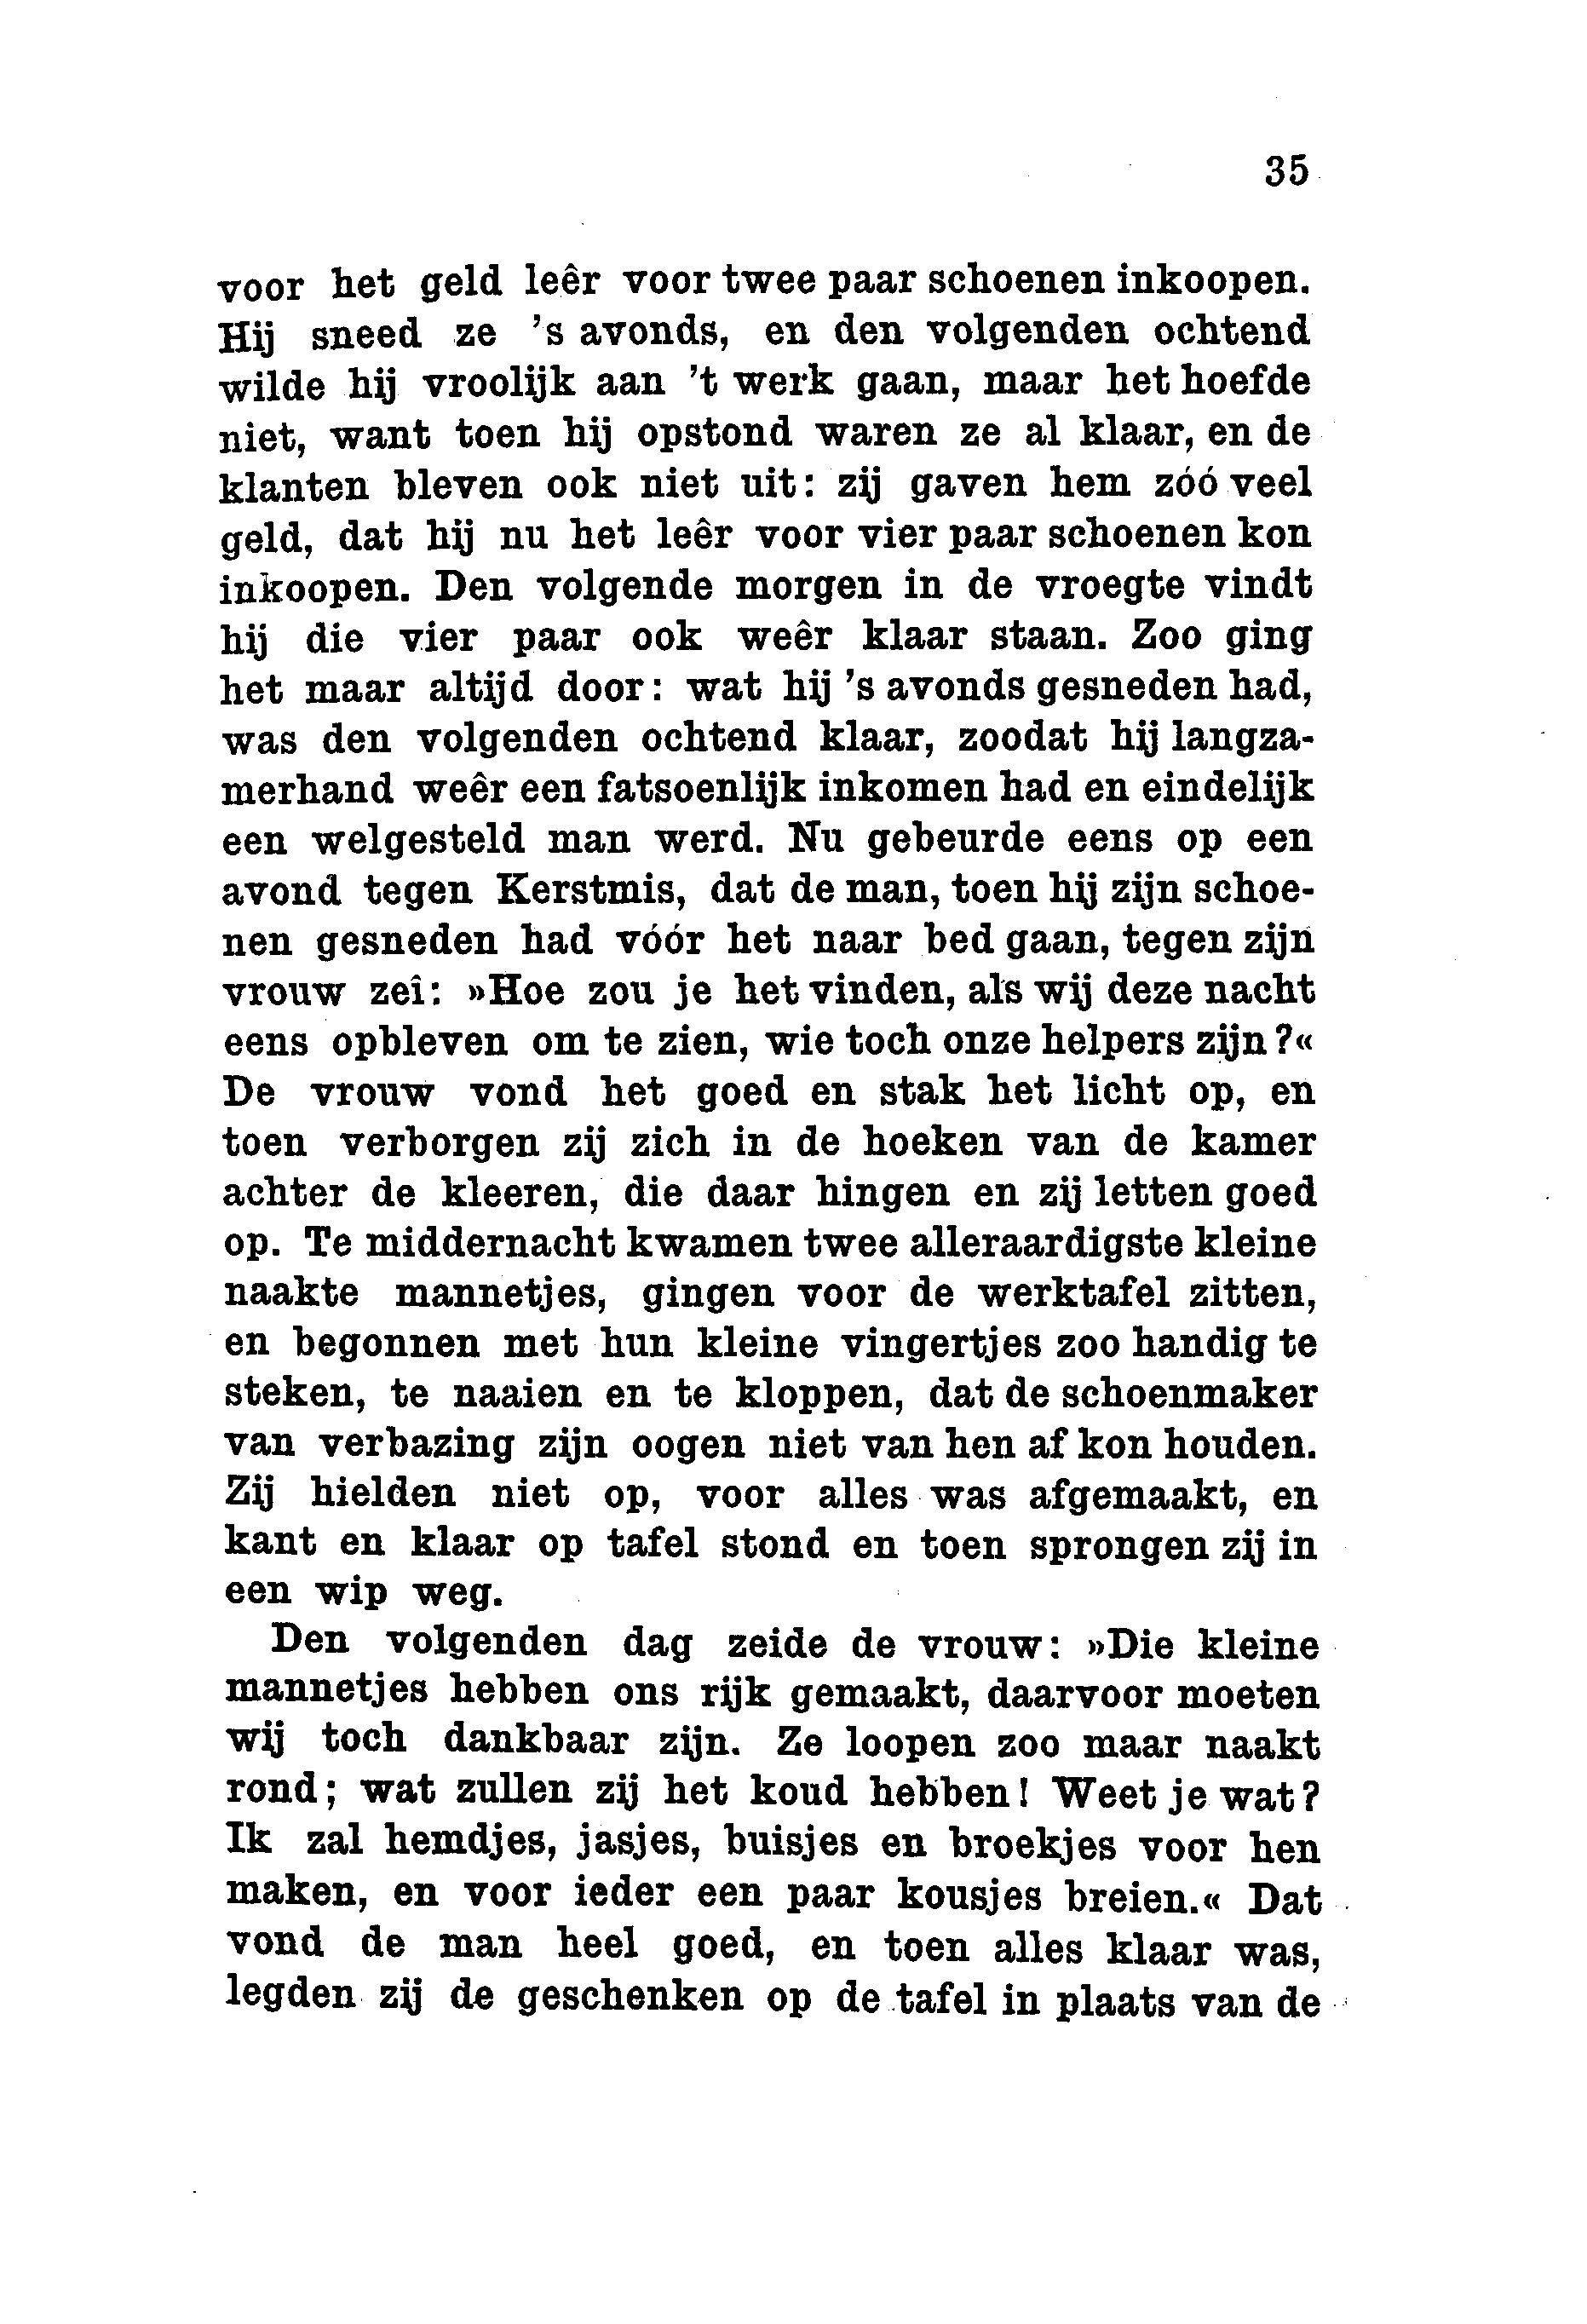 35
voor het geld leêr voor twee paar schoenen inkoopen.
Hij sneed ze 's avonds, en den volgenden ochtend
wilde hij vroolijk aan 't werk gaan, maar het hoefde
niet, want toen hij opstond waren ze al klaar, en de
klanten bleven ook niet uit: zij gaven hem zóó veel
geld, dat hij nu het leêr voor vier paar schoenen kon
inkoopen. Den volgende morgen in de vroegte vindt
hij die vier paar ook weêr klaar staan. Zoo ging
het maar altijd door: wat hij 's avonds gesneden had,
was den volgenden ochtend klaar, zoodat hij langza-
merhand weêr een fatsoenlijk inkomen had en eindelijk
een welgesteld man werd. Nu gebeurde eens op een
avond tegen Kerstmis, dat de man, toen hij zijn schoe-
nen gesneden had vóór het naar bed gaan, tegen zijn
vrouw zei: »Hoe zou je het vinden, als wij deze nacht
eens opbleven om te zien, wie toch onze helpers zijn?«
De vrouw vond het goed en stak het licht op, en
toen verborgen zij zich in de hoeken van de kamer
achter de kleeren, die daar hingen en zij letten goed
op. Te middernacht kwamen twee alleraardigste kleine
naakte mannetjes, gingen voor de werktafel zitten,
en begonnen met hun kleine vingertjes zoo handig te
steken, te naaien en te kloppen, dat de schoenmaker
van verbazing zijn oogen niet van hen af kon houden.
Zij hielden niet op, voor alles was afgemaakt, en
kant en klaar op tafel stond en toen sprongen zij in
een wip weg.
Den volgenden dag zeide de vrouw: »Die kleine
mannetjes hebben ons rijk gemaakt, daarvoor moeten
wij toch dankbaar zijn. Ze loopen zoo maar naakt
rond; wat zullen zij het koud hebben! Weet je wat?
Ik zal hemdjes, jasjes, buisjes en broekjes voor hen
maken, en voor ieder een paar kousjes breien.« Dat
vond de man heel goed, en toen alles klaar was,
legden zij de geschenken op de tafel in plaats van de